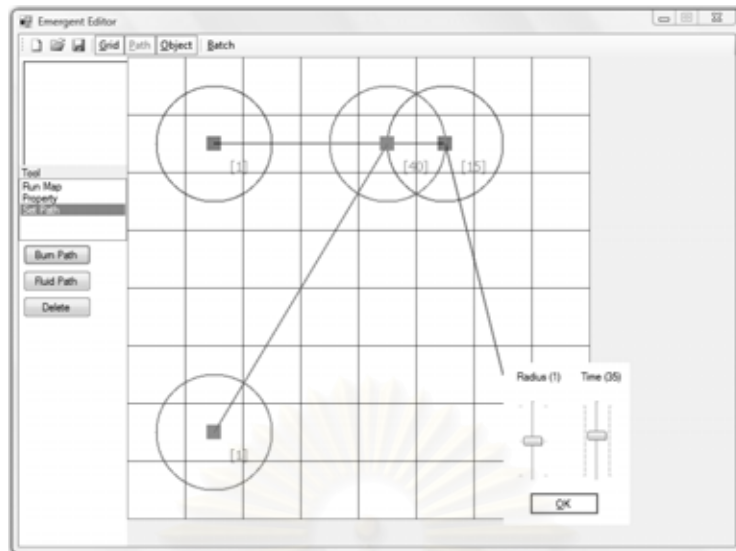 Emergent Editor
Grid Path Object Batch
[1] [40] [15]
Tool
Run Map
Property
Set Path
Burn Path
Fluid Path
Delete
Radius (1) Time (35)
[1]
OK